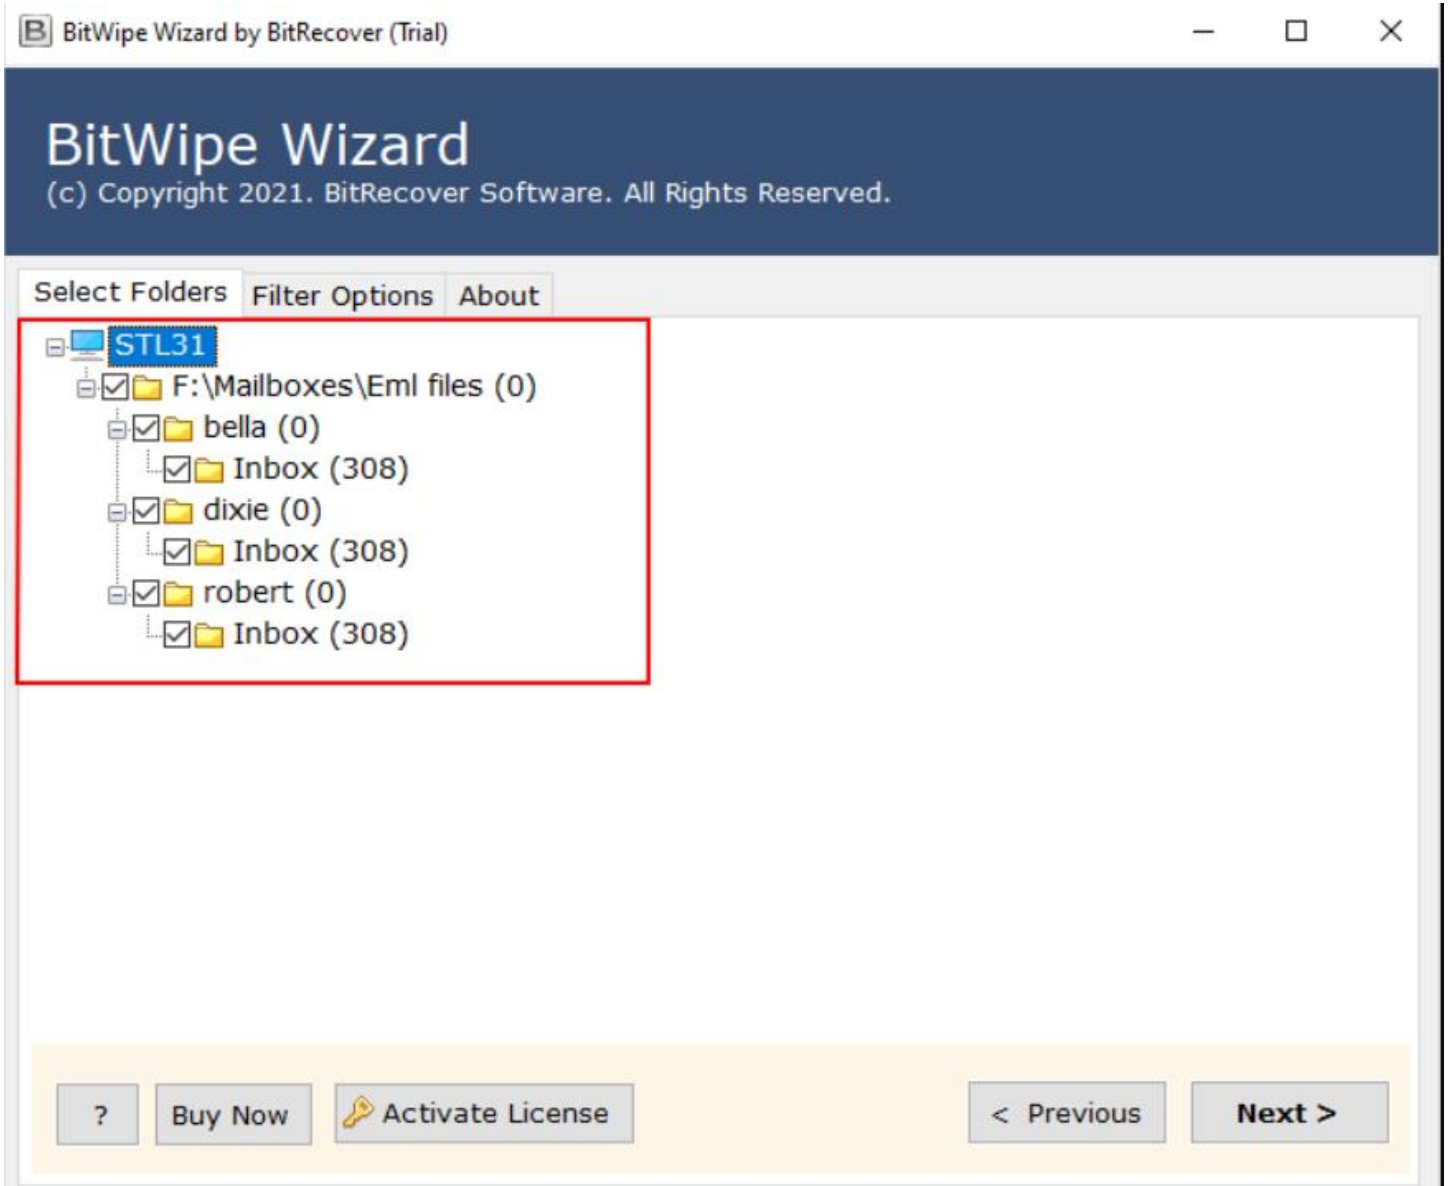 BitWipe Wizard by BitRecover (Trial)
BitWipe Wizard
(c) Copyright 2021. BitRecover Software. All Rights Reserved.
Select Folders Filter Options About
STL31
F:\Mailboxes\Eml files (0)
bella (0)
Inbox (308)
dixie (0)
Inbox (308)
robert (0)
Inbox (308)
? Buy Now Activate License < Previous Next >